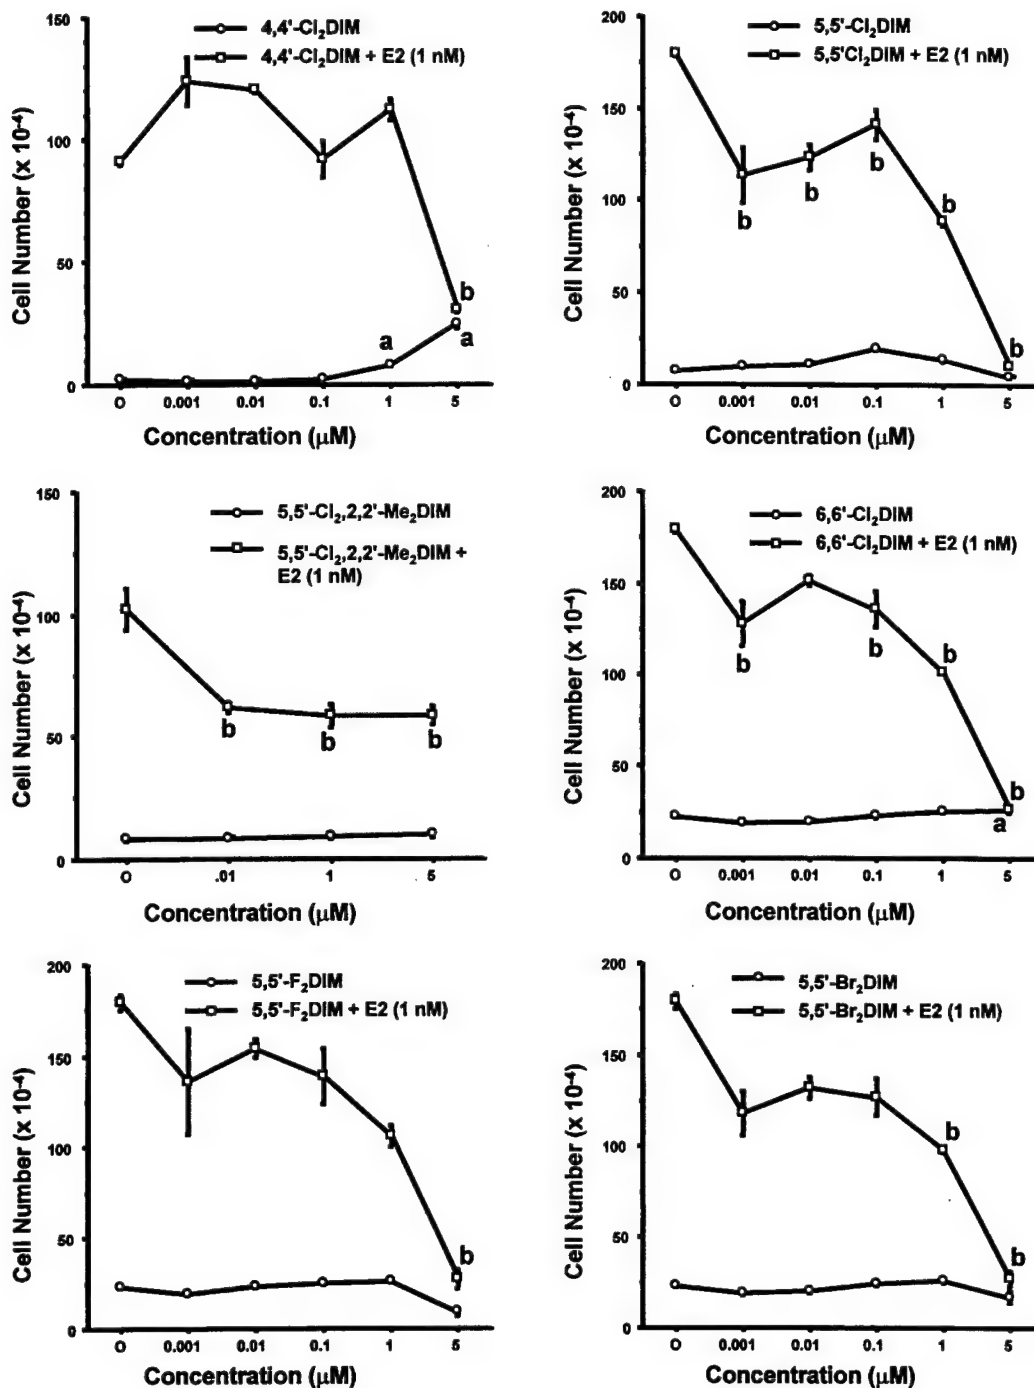 150
100
50
0
Cell Number (x 10-4)
4,4'-Cl2DIM
4,4'-Cl2DIM + E2 (1 nM)
b
a
a
O 0.001 0.01 0.1 1 5
Concentration (μM)
200
150
100
50
0
Cell Number (x 10-4)
5,5'-Cl2DIM
5,5'Cl2DIM + E2 (1 nM)
b
b
b
b
b
O 0.001 0.01 0.1 1 5
Concentration (μM)
150
100
50
0
Cell Number (x 10-4)
5,5'-Cl2,2,2'-Me2DIM
5,5'-Cl2,2,2'-Me2DIM +
E2 (1 nM)
b
b
b
O .01 1 5
Concentration (μM)
200
150
100
50
0
Cell Number (x 10-4)
6,6'-Cl2DIM
6,6'-Cl2DIM + E2 (1 nM)
b
b
b
b
a
O 0.001 0.01 0.1 1 5
Concentration (μM)
200
150
100
50
0
Cell Number (x 10-4)
5,5'-F2DIM
5,5'-F2DIM + E2 (1 nM)
b
O 0.001 0.01 0.1 1 5
Concentration (μM)
200
150
100
50
0
Cell Number (x 10-4)
5,5'-Br2DIM
5,5'-Br2DIM + E2 (1 nM)
b
b
O 0.001 0.01 0.1 1 5
Concentration (μM)